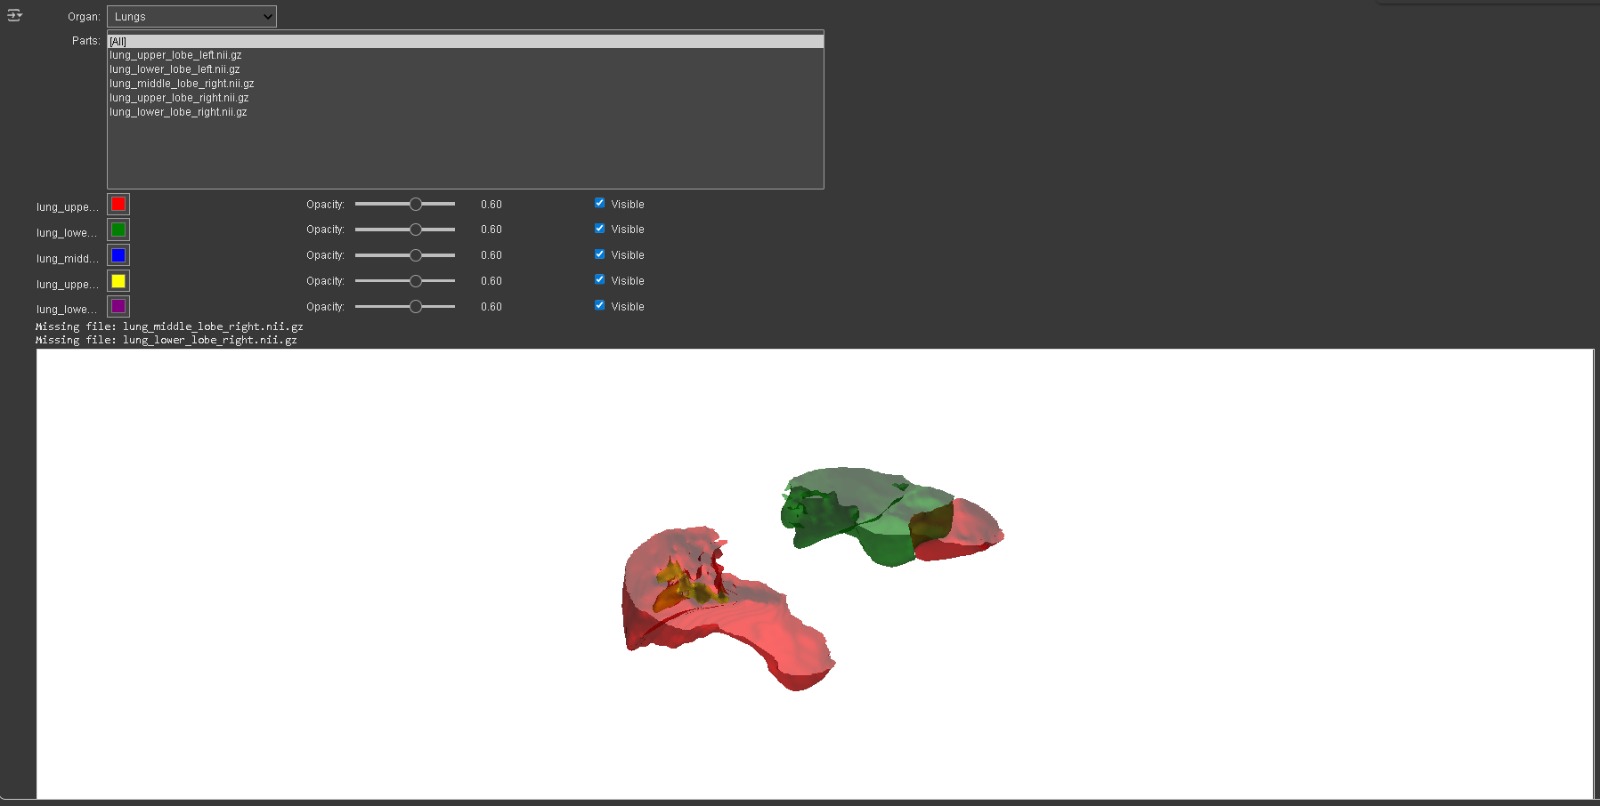 Organ: Lungs
Parts: [All]
lung_upper_lobe_left.nii.gz
lung_lower_lobe_left.nii.gz
lung_middle_lobe_right.nii.gz
lung_upper_lobe_right.nii.gz
lung_lower_lobe_right.nii.gz
lung_uppe... Opacity: 0.60 Visible
lung_lowe... Opacity: 0.60 Visible
lung_midd... Opacity: 0.60 Visible
lung_uppe... Opacity: 0.60 Visible
lung_lowe... Opacity: 0.60 Visible
Missing file: lung_middle_lobe_right.nii.gz
Missing file: lung_lower_lobe_right.nii.gz